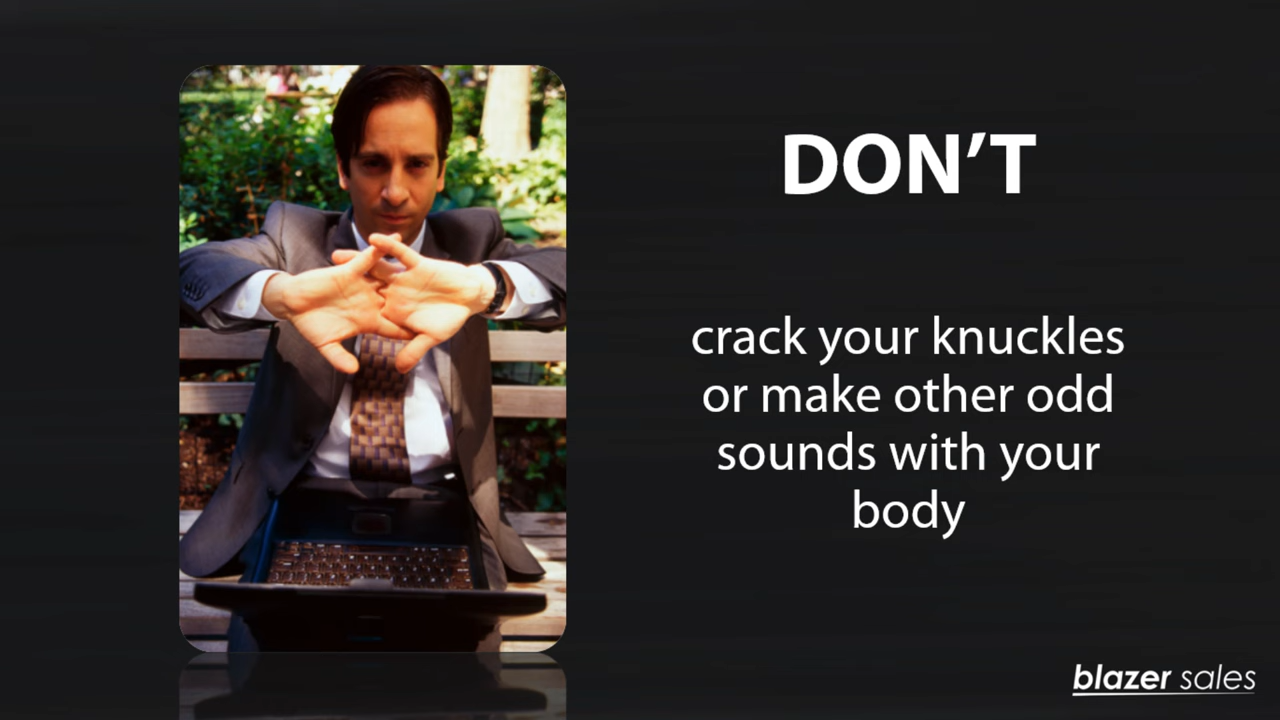 DON’T
crack your knuckles
or make other odd
sounds with your
body
blazer sales